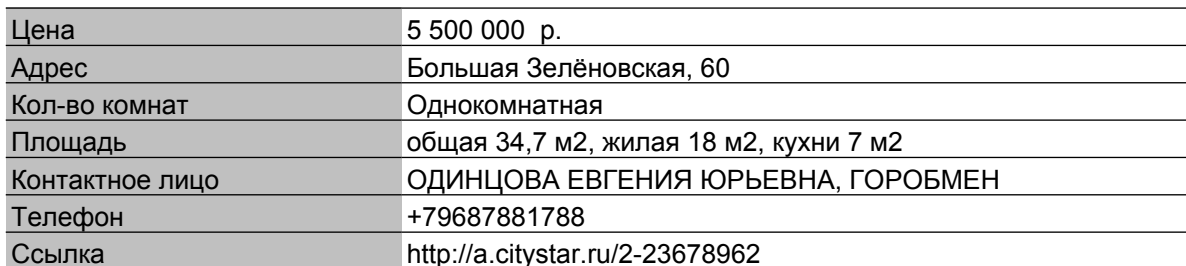 Цена 5 500 000 р.
Адрес Большая Зелёновская, 60
Кол-во комнат Однокомнатная
Площадь общая 34,7 м2, жилая 18 м2, кухни 7 м2
Контактное лицо ОДИНЦОВА ЕВГЕНИЯ ЮРЬЕВНА, ГОРОБМЕН
Телефон +79687881788
Ссылка http://a.citystar.ru/2-23678962